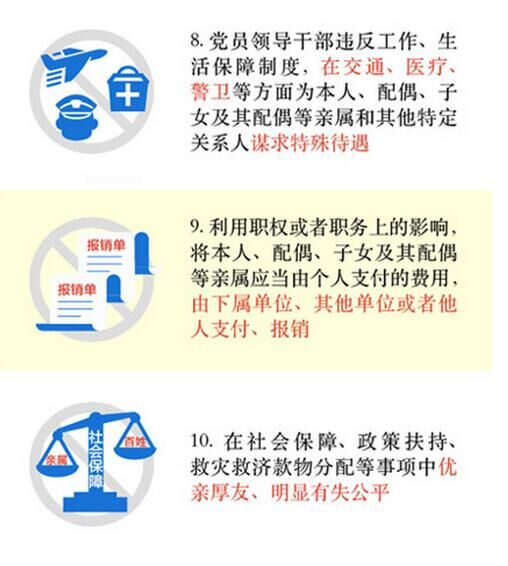 8. 党员领导干部违反工作、生
活保障制度，在交通、医疗、
警卫等方面为本人、配偶、子
女及其配偶等亲属和其他特定
关系人谋求特殊待遇
报销单
报销单
9. 利用职权或者职务上的影响，
将本人、配偶、子女及其配偶
等亲属应当由个人支付的费用，
由下属单位、其他单位或者他
人支付、报销
亲属
社会保障
百姓
10. 在社会保障、政策扶持、
救灾救济款物分配等事项中优
亲厚友、明显有失公平